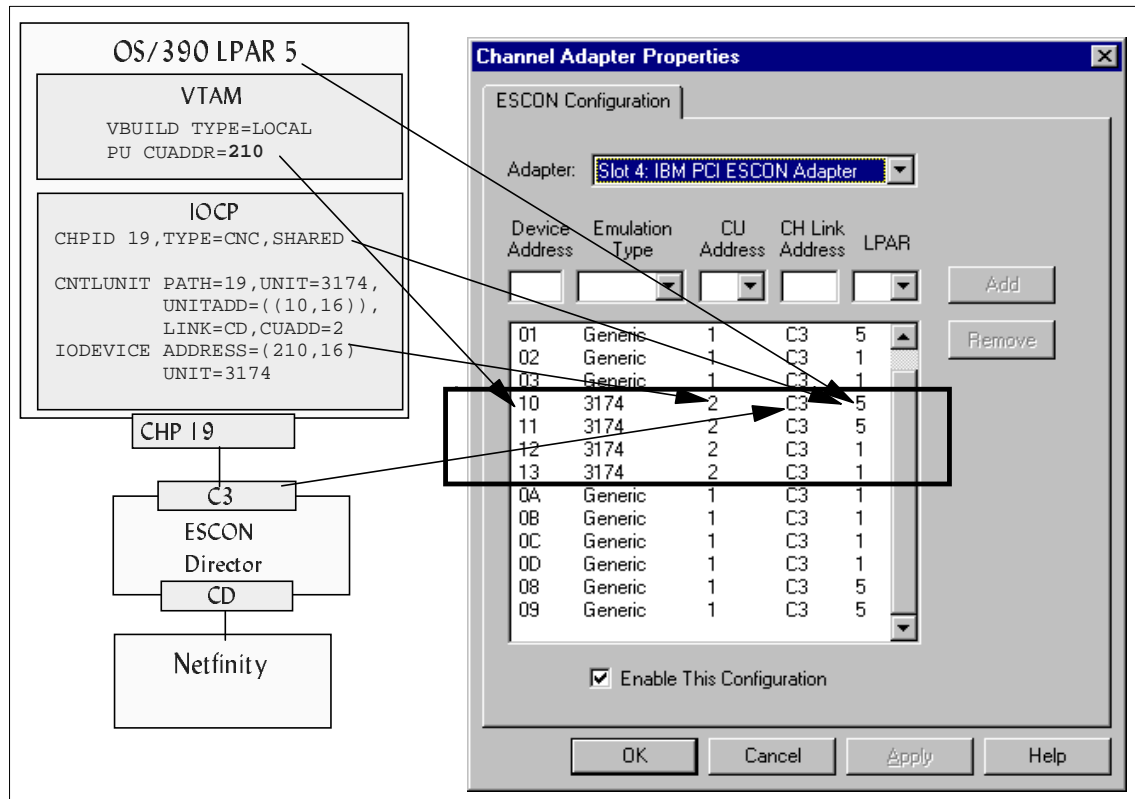 OS/390 LPAR 5
VTAM
VBUILD TYPE=LOCAL
PU CUADDR=210
IOCP
CHPID 19,TYPE=CNC,SHARED
CNTLUNIT PATH=19,UNIT=3174,
UNITADD=((10,16)),
LINK=CD,CUADD=2
IODEVICE ADDRESS=(210,16)
UNIT=3174
CHP 19
C3
ESCON
Director
CD
Netfinity
Channel Adapter Properties
ESCON Configuration
Adapter: Slot 4: IBM PCI ESCON Adapter
Device Address Emulation Type CU Address CH Link Address LPAR
Add
Remove
01 Generic 1 C3 5
02 Generic 1 C3 1
03 Generic 1 C3 1
10 3174 2 C3 5
11 3174 2 C3 5
12 3174 2 C3 1
13 3174 2 C3 1
0A Generic 1 C3 1
0B Generic 1 C3 1
0C Generic 1 C3 1
0D Generic 1 C3 1
08 Generic 1 C3 5
09 Generic 1 C3 5
Enable This Configuration
OK Cancel Apply Help